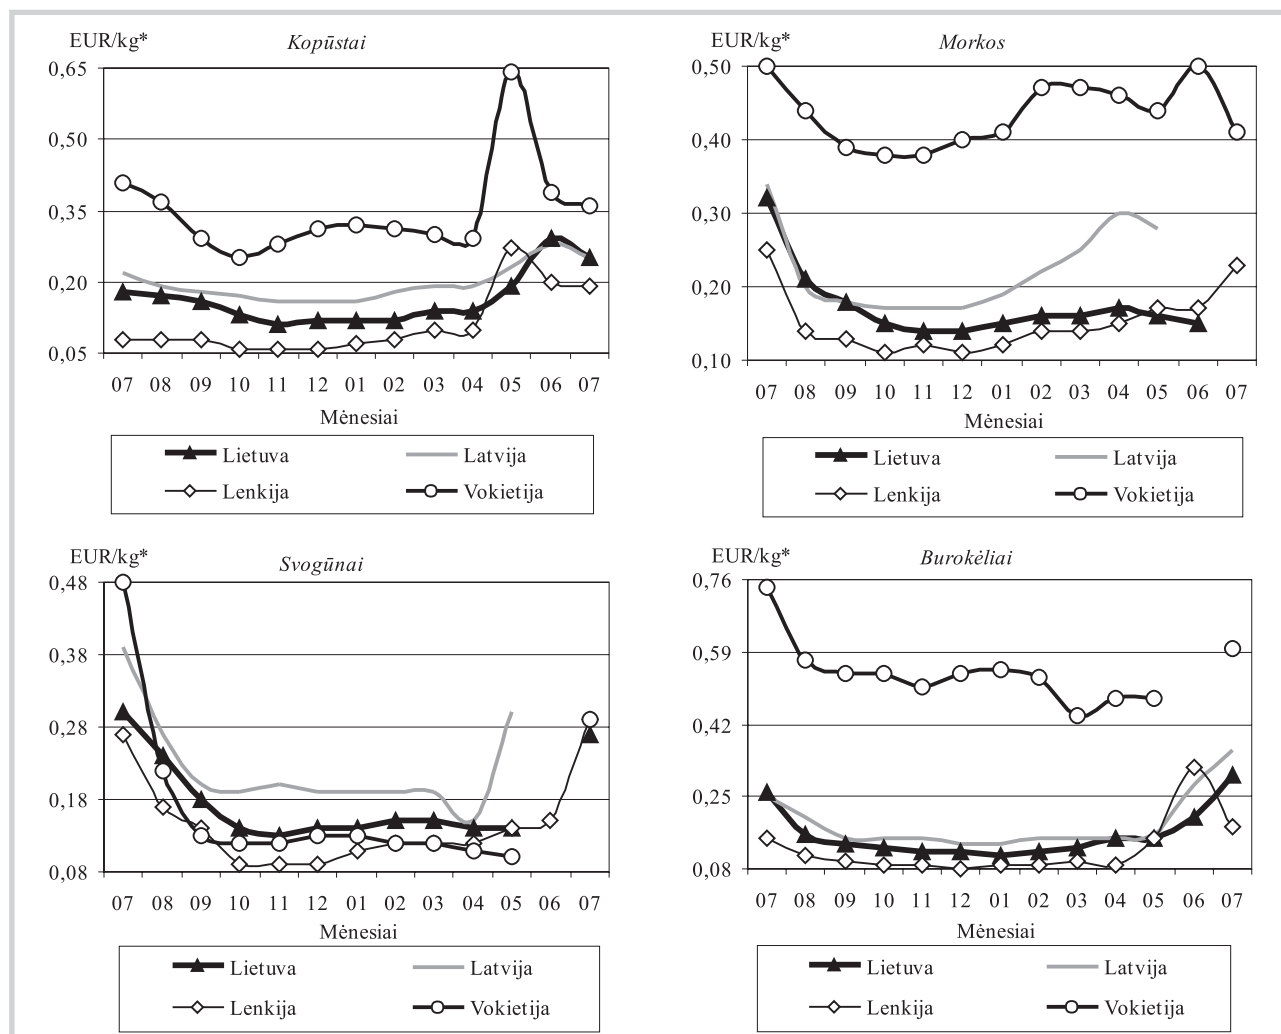 EUR/kg*
Kopūstai
0,65
0,50
0,35
0,20
0,05
07 08 09 10 11 12 01 02 03 04 05 06 07
Mėnesiai
Lietuva Latvija
Lenkija Vokietija
EUR/kg*
Morkos
0,50
0,40
0,30
0,20
0,10
07 08 09 10 11 12 01 02 03 04 05 06 07
Mėnesiai
Lietuva Latvija
Lenkija Vokietija
EUR/kg*
Svogūnai
0,48
0,38
0,28
0,18
0,08
07 08 09 10 11 12 01 02 03 04 05 06 07
Mėnesiai
Lietuva Latvija
Lenkija Vokietija
EUR/kg*
Burokėliai
0,76
0,59
0,42
0,25
0,08
07 08 09 10 11 12 01 02 03 04 05 06 07
Mėnesiai
Lietuva Latvija
Lenkija Vokietija